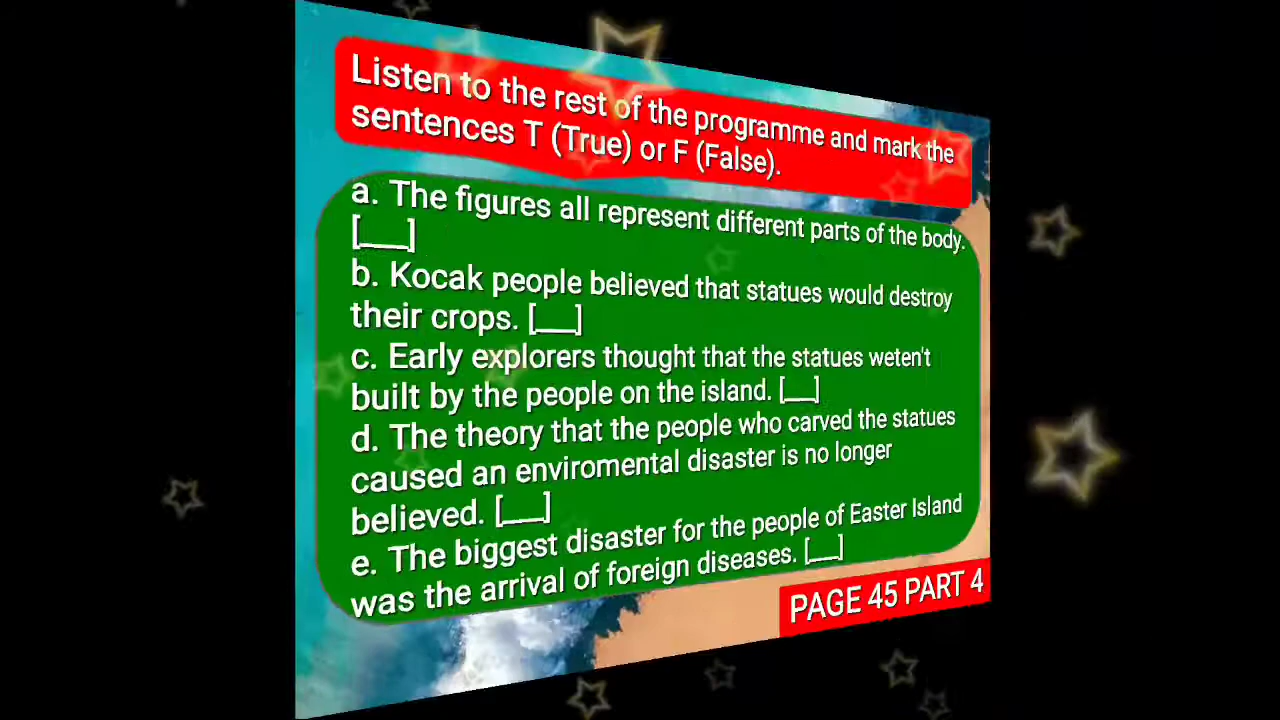 Listen to the rest of the programme and mark the
sentences T (True) or F (False).
a. The figures all represent different parts of the body.
[___]
b. Kocak people believed that statues would destroy
their crops. [___]
c. Early explorers thought that the statues weten't
built by the people on the island. [___]
d. The theory that the people who carved the statues
caused an enviromental disaster is no longer
believed. [___]
e. The biggest disaster for the people of Easter Island
was the arrival of foreign diseases. [___]
PAGE 45 PART 4